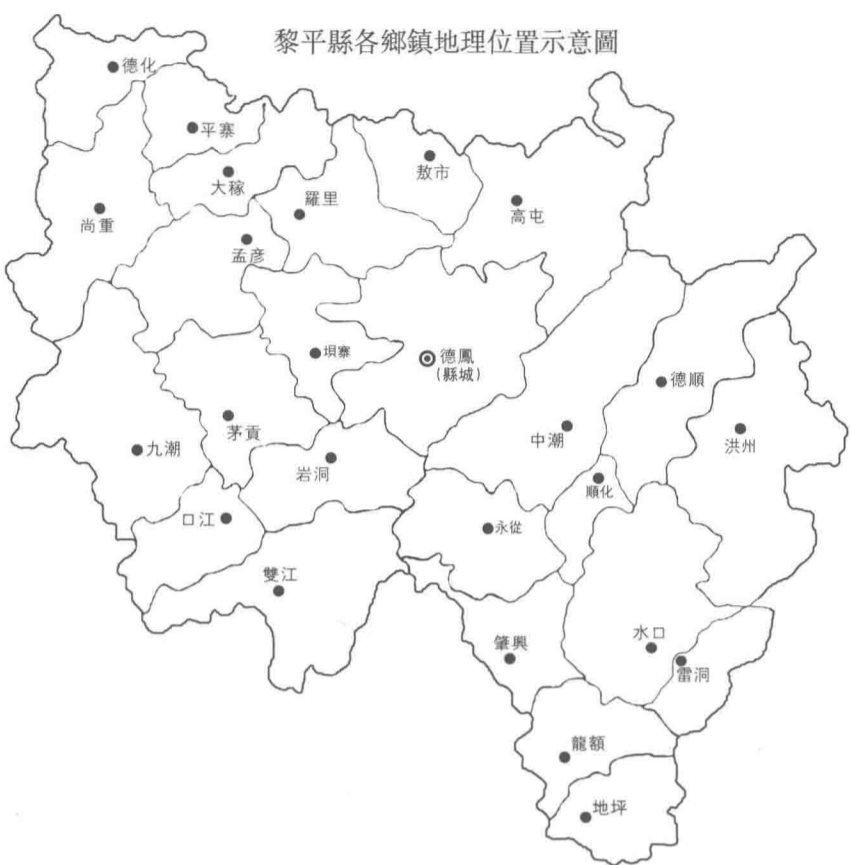 黎平縣各鄉鎮地理位置示意圖
德化
平寨
敖市
大稼
羅里
高屯
尚重
孟彥
垻寨
德鳳
(縣城)
德順
茅貢
中潮
洪州
九潮
岩洞
順化
口江
永從
雙江
肇興
水口
雷洞
龍額
地坪